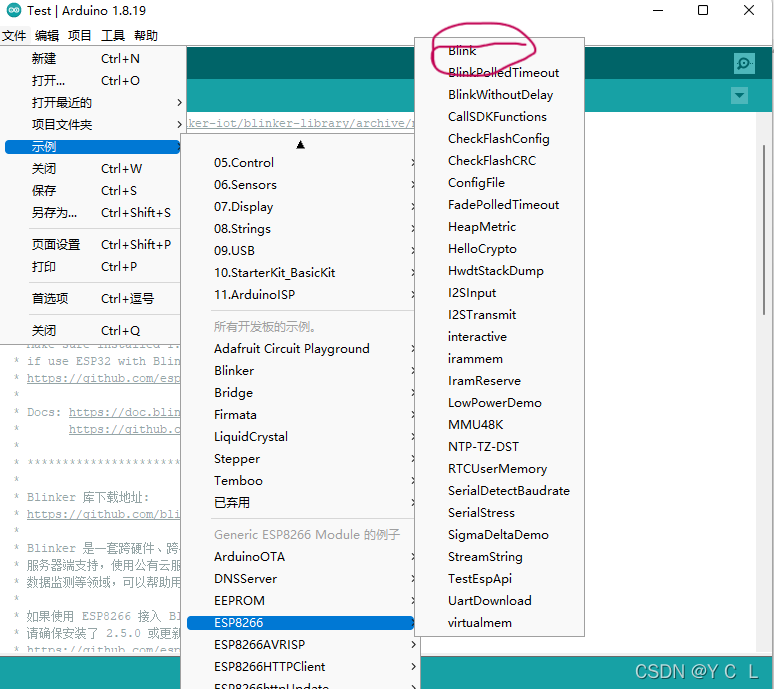 Test | Arduino 1.8.19
文件 编辑 项目 工具 帮助
新建 Ctrl+N
打开... Ctrl+O
打开最近的
项目文件夹
示例
关闭 Ctrl+W
保存 Ctrl+S
另存为... Ctrl+Shift+S
页面设置 Ctrl+Shift+P
打印 Ctrl+P
首选项 Ctrl+逗号
关闭 Ctrl+Q
ker-iot/blinker-library/archive/
05.Control
06.Sensors
07.Display
08.Strings
09.USB
10.StarterKit_BasicKit
11.ArduinoISP
所有开发板的示例。
Adafruit Circuit Playground
Blinker
Bridge
Firmata
LiquidCrystal
Stepper
Temboo
已弃用
Generic ESP8266 Module 的例子
ArduinoOTA
DNSServer
EEPROM
ESP8266
ESP8266AVRISP
ESP8266HTTPClient
ESP8266httpUpdate
Blink
BlinkPolledTimeout
BlinkWithoutDelay
CallSDKFunctions
CheckFlashConfig
CheckFlashCRC
ConfigFile
FadePolledTimeout
HeapMetric
HelloCrypto
HwdtStackDump
I2SInput
I2STransmit
interactive
irammem
IramReserve
LowPowerDemo
MMU48K
NTP-TZ-DST
RTCUserMemory
SerialDetectBaudrate
SerialStress
SigmaDeltaDemo
StreamString
TestEspApi
UartDownload
virtualmem
* if use ESP32 with Blin
* https://github.com/esp
*
* Docs: https://doc.blin
* https://github.c
*
* ************************
*
* Blinker 库下载地址:
* https://github.com/bli
*
* Blinker 是一套跨硬件、跨
* 服务器端支持，使用公有云服
* 数据监测等领域，可以帮助用
*
* 如果使用 ESP8266 接入 Bl
* 请确保安装了 2.5.0 或更新
* https://github.com/esp
CSDN @Y C L